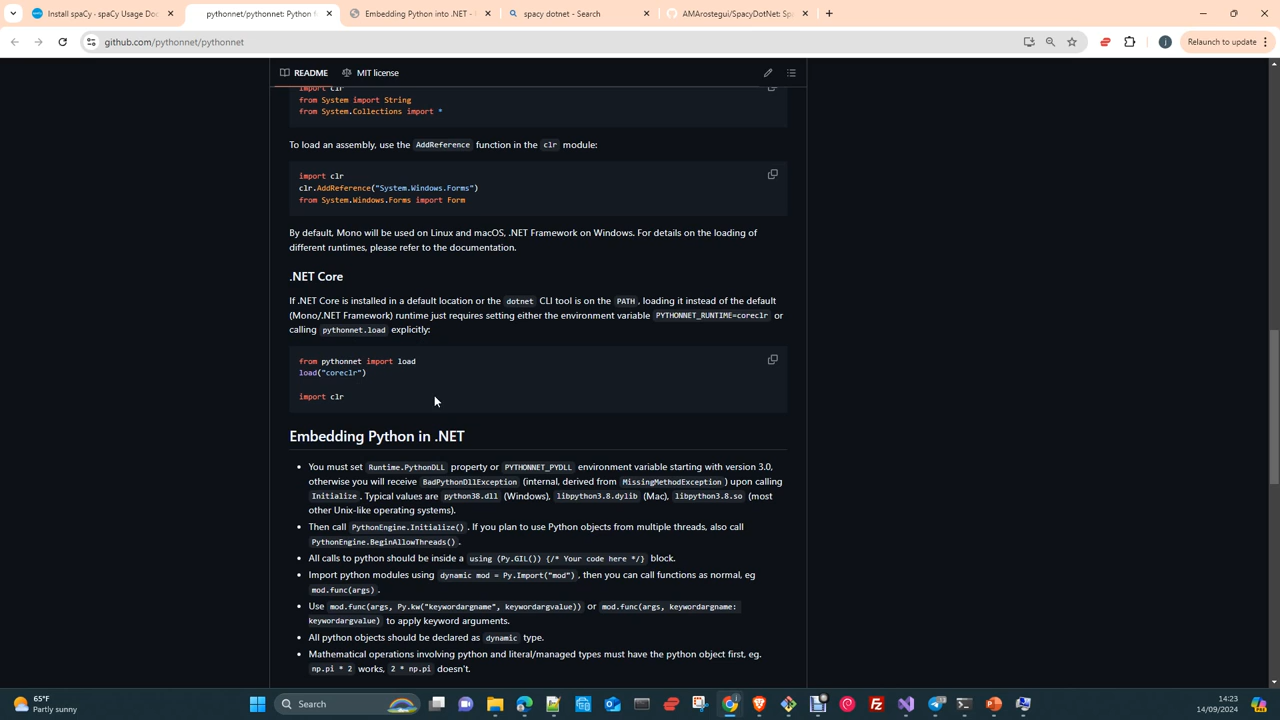 Install spaCy · spaCy Usage Doc
pythonnet/pythonnet: Python f
Embedding Python into .NET -
spacy dotnet - Search
AMArostegui/SpacyDotNet: Sp
github.com/pythonnet/pythonnet
Relaunch to update
README
MIT license
import clr
from System import String
from System.Collections import *
To load an assembly, use the AddReference function in the clr module:
import clr
clr.AddReference("System.Windows.Forms")
from System.Windows.Forms import Form
By default, Mono will be used on Linux and macOS, .NET Framework on Windows. For details on the loading of
different runtimes, please refer to the documentation.
.NET Core
If .NET Core is installed in a default location or the dotnet CLI tool is on the PATH, loading it instead of the default
(Mono/.NET Framework) runtime just requires setting either the environment variable PYTHONNET_RUNTIME=coreclr or
calling pythonnet.load explicitly:
from pythonnet import load
load("coreclr")
import clr
Embedding Python in .NET
• You must set Runtime.PythonDLL property or PYTHONNET_PYDLL environment variable starting with version 3.0,
otherwise you will receive BadPythonDllException (internal, derived from MissingMethodException) upon calling
Initialize. Typical values are python38.dll (Windows), libpython3.8.dylib (Mac), libpython3.8.so (most
other Unix-like operating systems).
• Then call PythonEngine.Initialize(). If you plan to use Python objects from multiple threads, also call
PythonEngine.BeginAllowThreads().
• All calls to python should be inside a using (Py.GIL()) {/* Your code here */} block.
• Import python modules using dynamic mod = Py.Import("mod"), then you can call functions as normal, eg
mod.func(args).
• Use mod.func(args, Py.kw("keywordargname", keywordargvalue)) or mod.func(args, keywordargname:
keywordargvalue) to apply keyword arguments.
• All python objects should be declared as dynamic type.
• Mathematical operations involving python and literal/managed types must have the python object first, eg.
np.pi * 2 works, 2 * np.pi doesn't.
65°F
Partly sunny
Search
14:23
14/09/2024